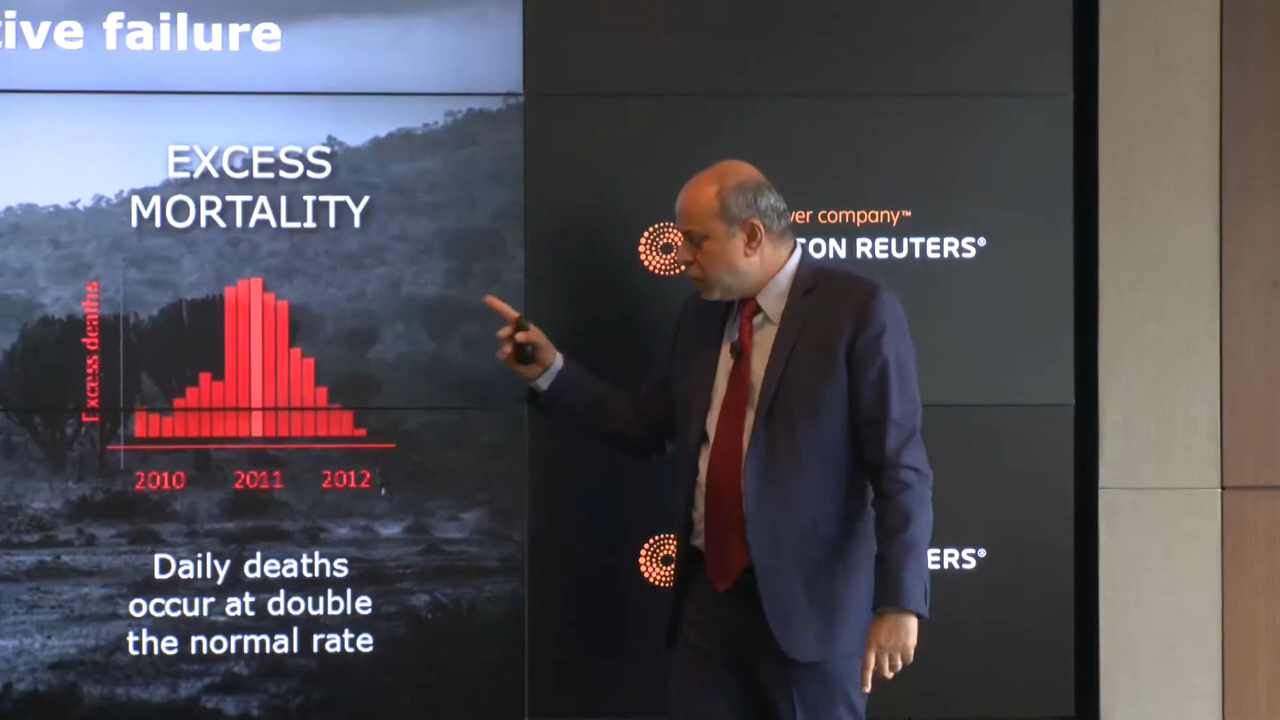 tive failure
EXCESS
MORTALITY
Excess deaths
2010 2011 2012
Daily deaths
occur at double
the normal rate
ver company™
TON REUTERS®
ERS®